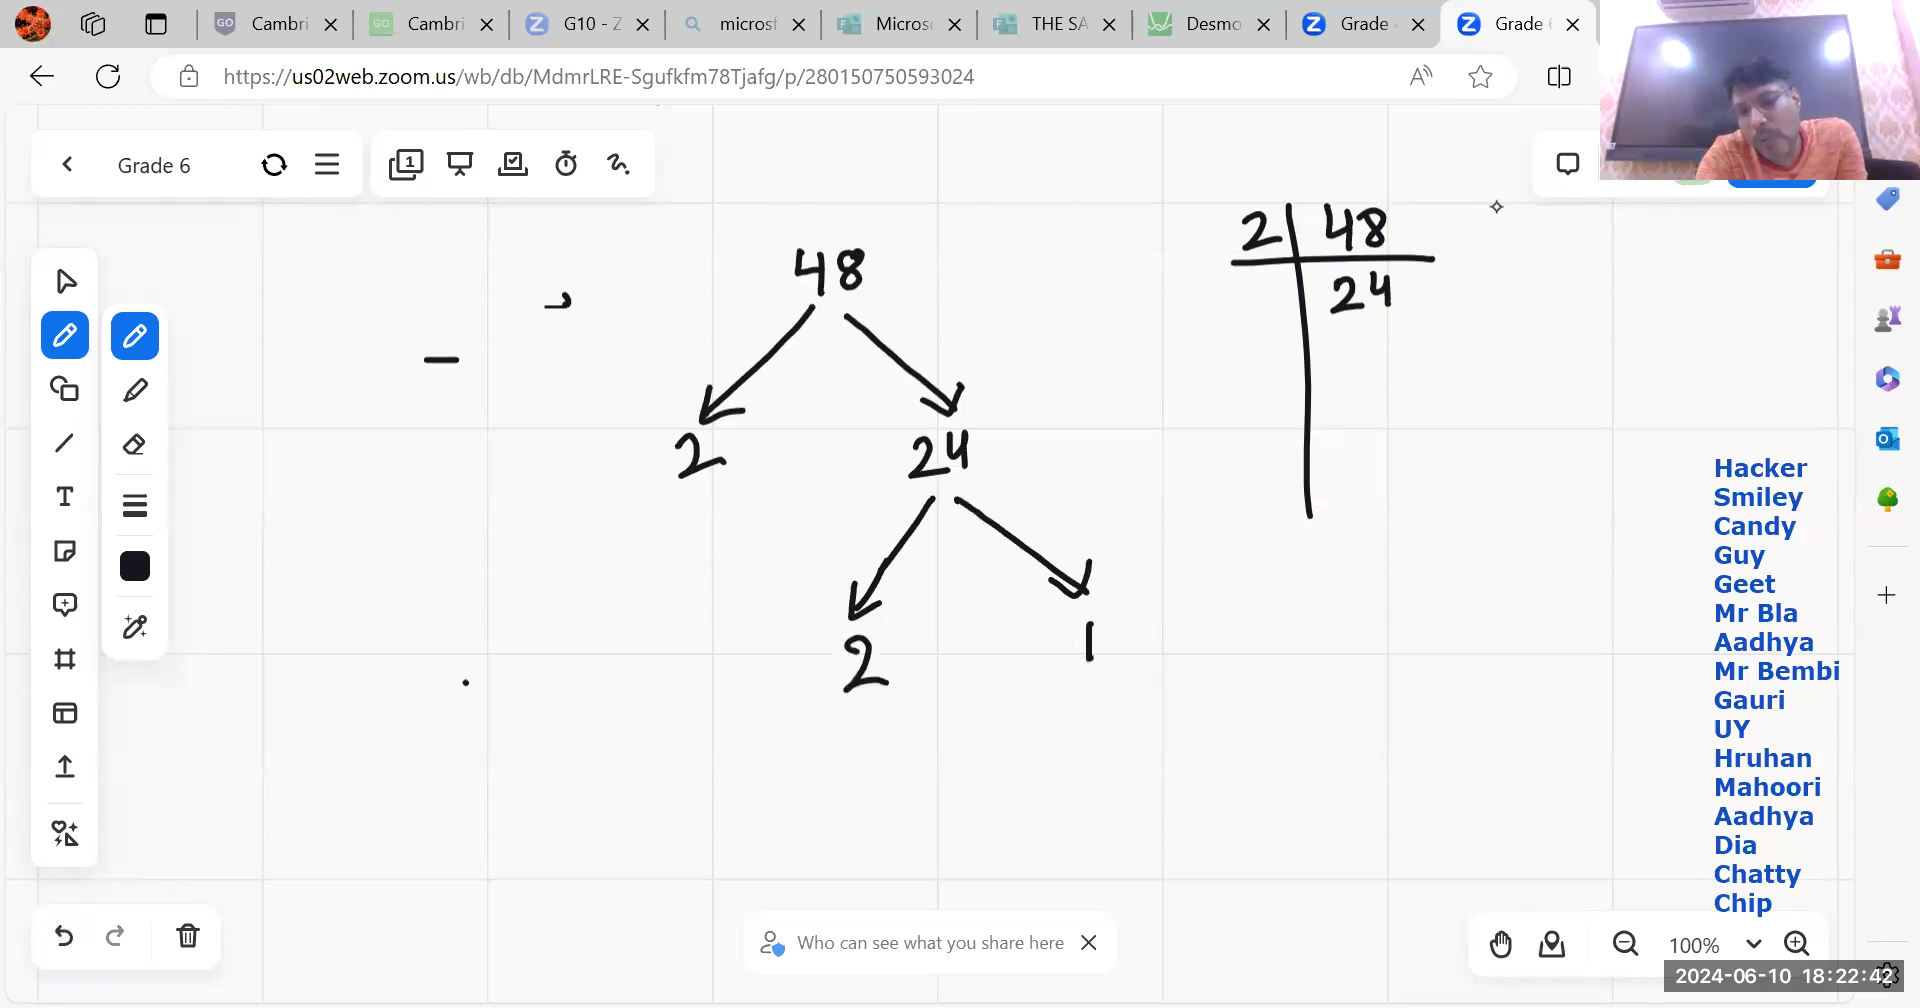 Cambri
Cambri
G10 - Z
microsf
Microso
THE SA
Desmo
Grade
Grade
https://us02web.zoom.us/wb/db/MdmrLRE-Sgufkfm78Tjafg/p/280150750593024
Grade 6
1
48
2 24
2 1
2 48
24
Hacker
Smiley
Candy
Guy
Geet
Mr Bla
Aadhya
Mr Bembi
Gauri
UY
Hruhan
Mahoori
Aadhya
Dia
Chatty
Chip
Who can see what you share here
100%
2024-06-10 18:22:42